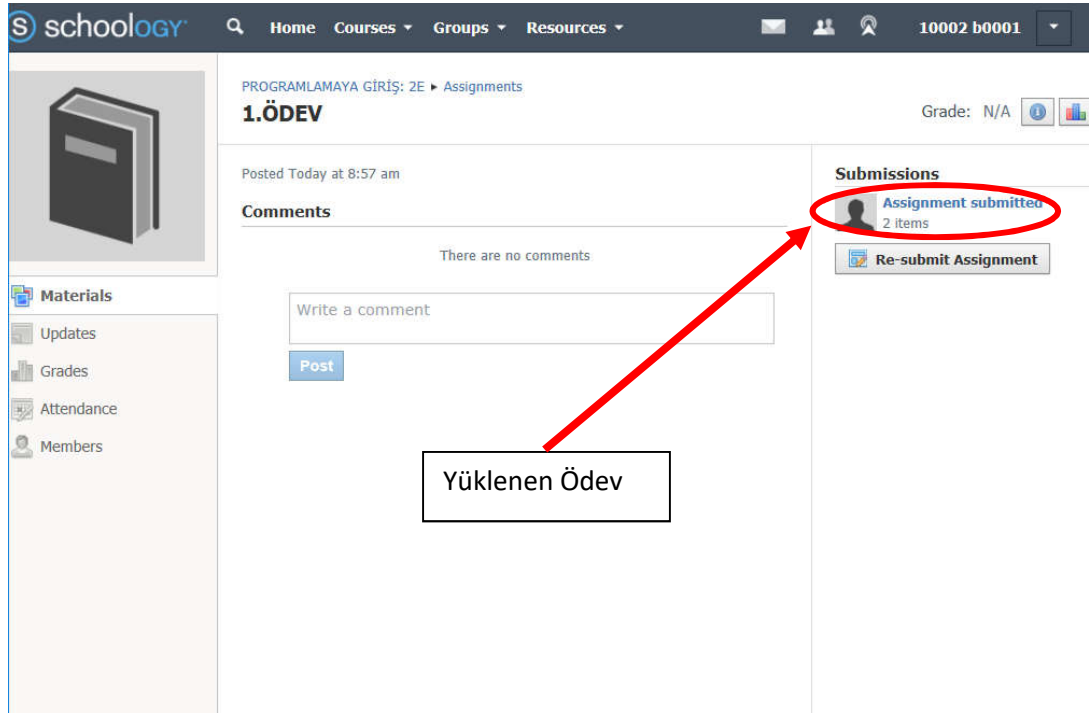 S schoology Home Courses Groups Resources 10002 b0001
PROGRAMLAMAYA GİRİŞ: 2E ▸ Assignments
1.ÖDEV
Grade: N/A
Posted Today at 8:57 am
Comments
There are no comments
Write a comment
Post
Submissions
Assignment submitted
2 items
Re-submit Assignment
Materials
Updates
Grades
Attendance
Members
Yüklenen Ödev